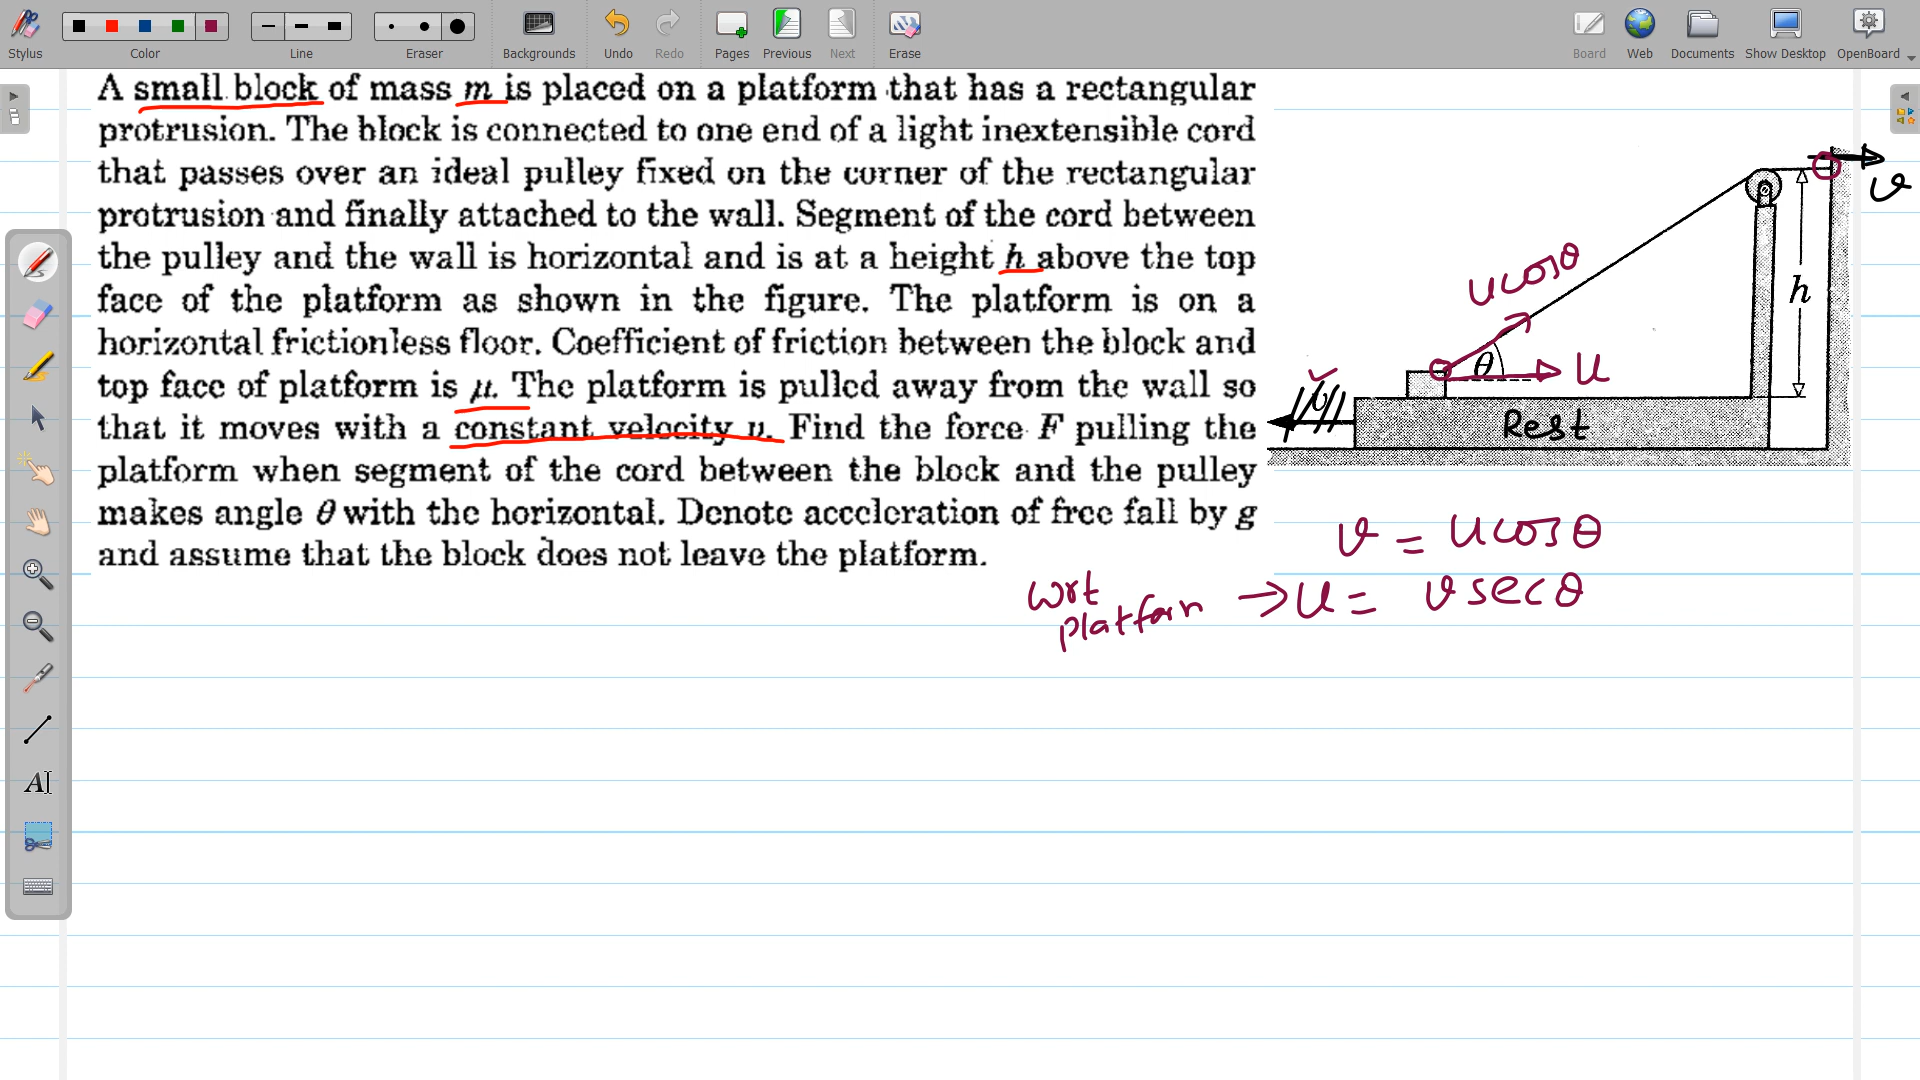 Stylus Color Line Eraser Backgrounds Undo Redo Pages Previous Next Erase Board Web Documents Show Desktop OpenBoard
A small block of mass m is placed on a platform that has a rectangular
protrusion. The block is connected to one end of a light inextensible cord
that passes over an ideal pulley fixed on the corner of the rectangular
protrusion and finally attached to the wall. Segment of the cord between
the pulley and the wall is horizontal and is at a height h above the top
face of the platform as shown in the figure. The platform is on a
horizontal frictionless floor. Coefficient of friction between the block and
top face of platform is μ. The platform is pulled away from the wall so
that it moves with a constant velocity v. Find the force F pulling the
platform when segment of the cord between the block and the pulley
makes angle θ with the horizontal. Denote acceleration of free fall by g
and assume that the block does not leave the platform.
v
u cosθ
h
θ
u
Rest
v = u cosθ
wrt
platform → u = v secθ
AI